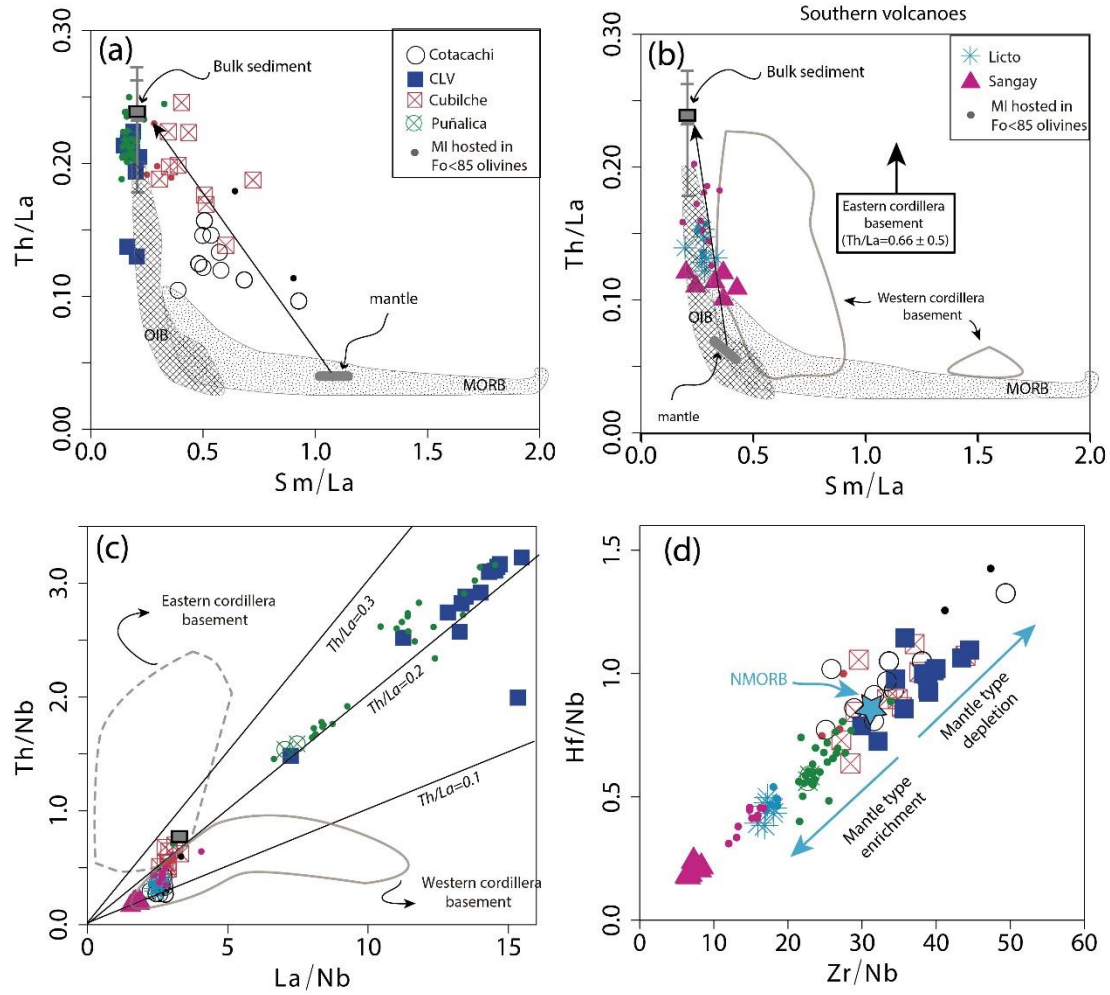 (a)
Th/La
0.30
0.20
0.10
0.00
Bulk sediment
Cotacachi
CLV
Cubilche
Puñalica
MI hosted in
Fo<85 olivines
OIB
mantle
MORB
0.0 0.5 1.0 1.5 2.0
Sm/La
Southern volcanoes
(b)
Th/La
0.30
0.20
0.10
0.00
Bulk sediment
Licto
Sangay
MI hosted in
Fo<85 olivines
Eastern cordillera
basement
(Th/La=0.66 ± 0.5)
Western cordillera
basement
OIB
mantle
MORB
0.0 0.5 1.0 1.5 2.0
Sm/La
(c)
Th/Nb
3.0
2.0
1.0
0.0
Eastern cordillera
basement
Th/La=0.3
Th/La=0.2
Th/La=0.1
Western cordillera
basement
0 5 10 15
La/Nb
(d)
Hf/Nb
1.5
1.0
0.5
0
NMORB
Mantle type
depletion
Mantle type
enrichment
0 10 20 30 40 50 60
Zr/Nb